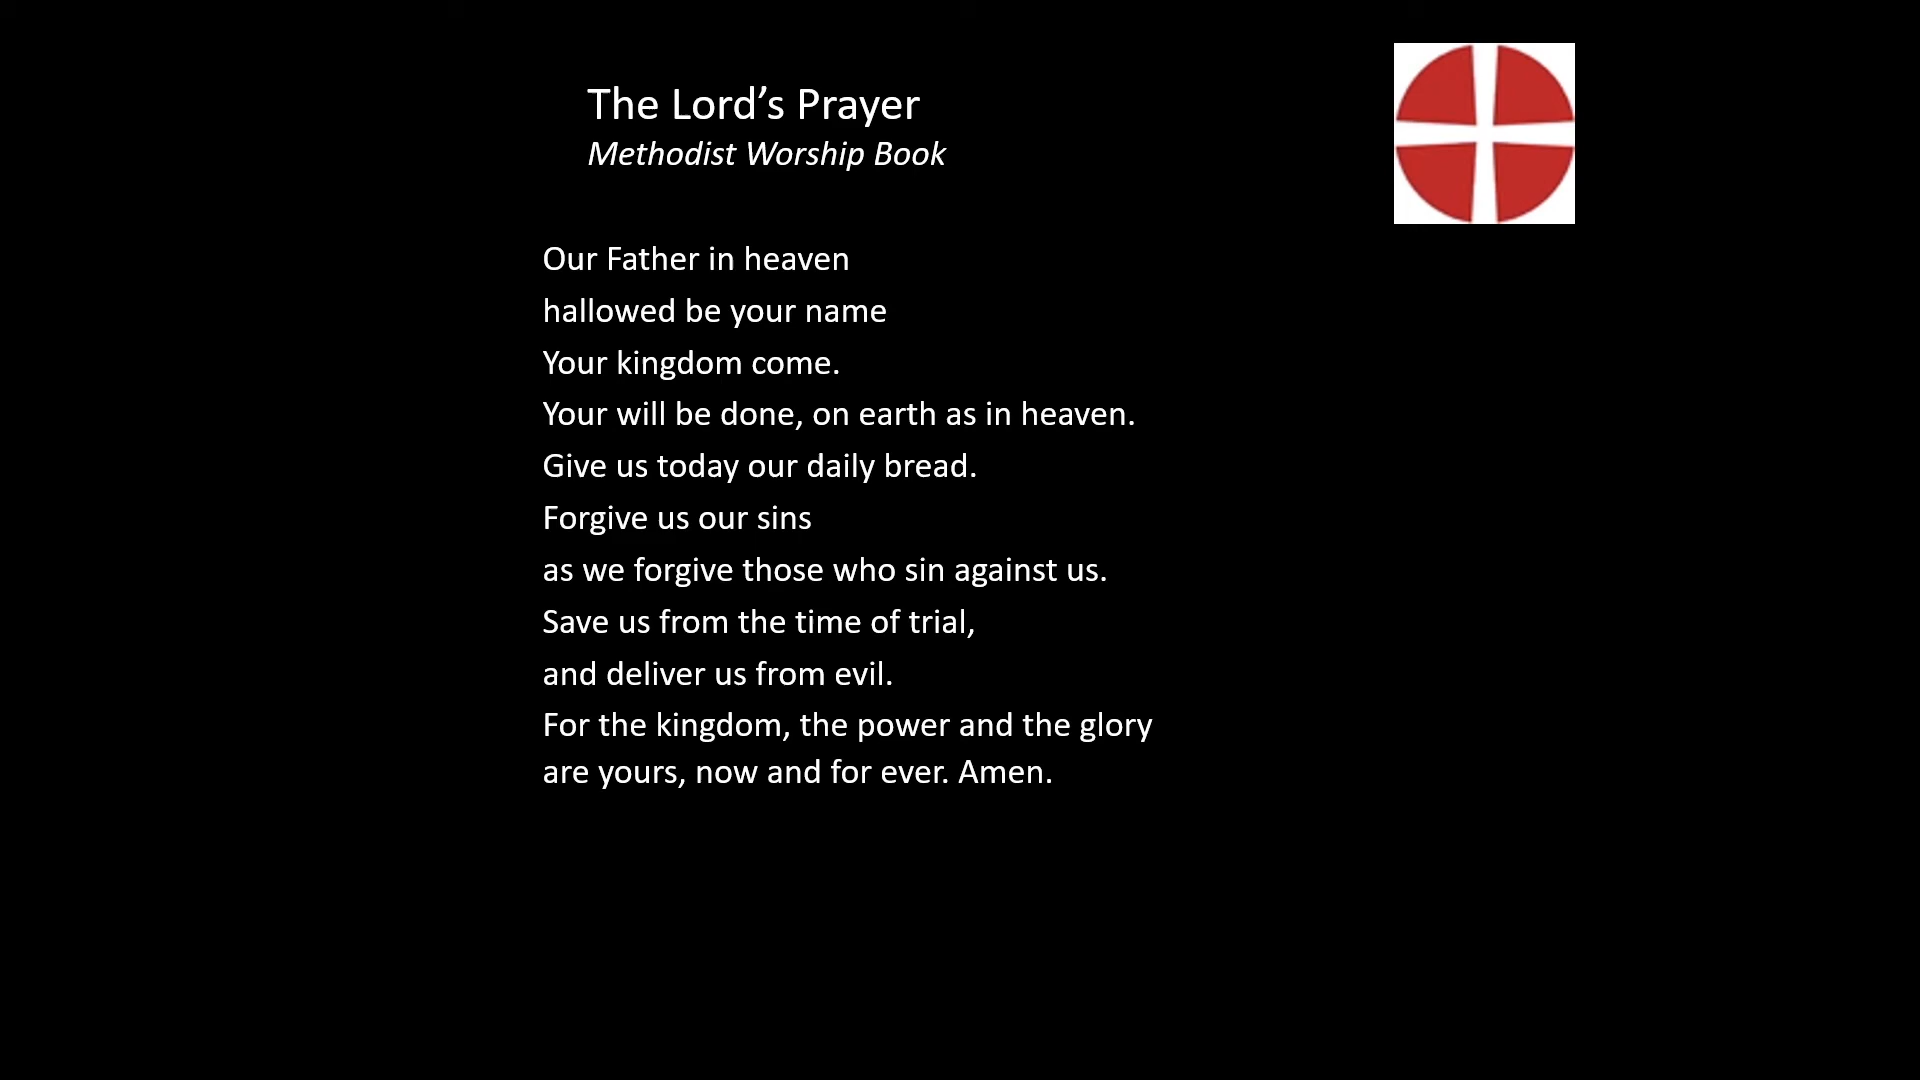 The Lord’s Prayer
Methodist Worship Book
Our Father in heaven
hallowed be your name
Your kingdom come.
Your will be done, on earth as in heaven.
Give us today our daily bread.
Forgive us our sins
as we forgive those who sin against us.
Save us from the time of trial,
and deliver us from evil.
For the kingdom, the power and the glory
are yours, now and for ever. Amen.